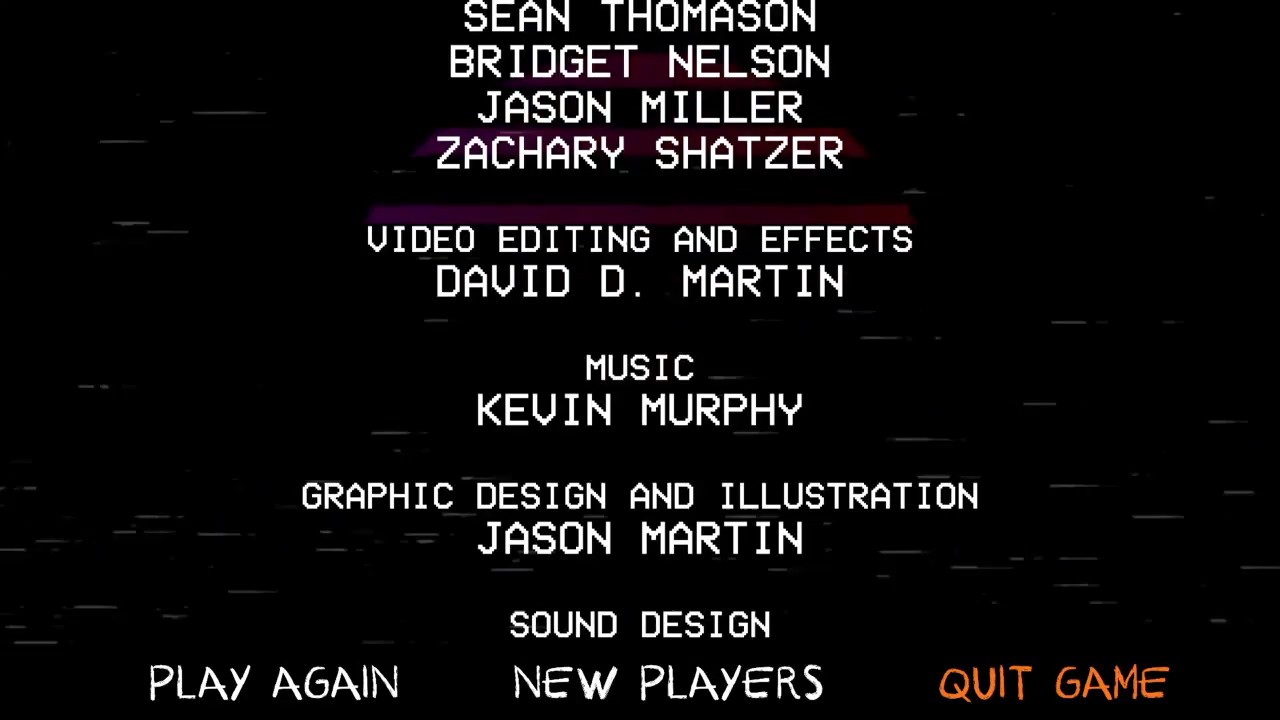 SEAN THOMASON
BRIDGET NELSON
JASON MILLER
ZACHARY SHATZER
VIDEO EDITING AND EFFECTS
DAVID D. MARTIN
MUSIC
KEVIN MURPHY
GRAPHIC DESIGN AND ILLUSTRATION
JASON MARTIN
SOUND DESIGN
PLAY AGAIN NEW PLAYERS QUIT GAME